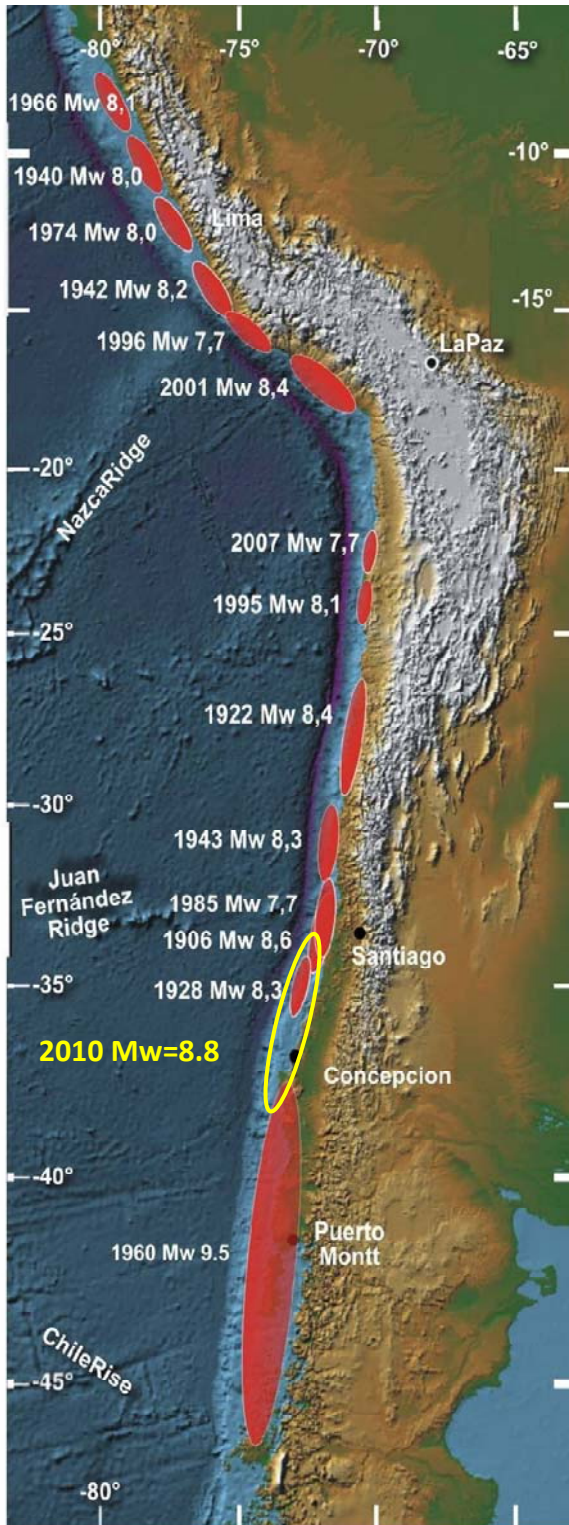 -80° -75° -70° -65°
1966 Mw 8,1
-10°
1940 Mw 8,0
1974 Mw 8,0
Lima
1942 Mw 8,2
-15°
1996 Mw 7,7
LaPaz
2001 Mw 8,4
-20°
NazcaRidge
2007 Mw 7,7
1995 Mw 8,1
-25°
1922 Mw 8,4
-30°
1943 Mw 8,3
Juan
Fernández
Ridge
1985 Mw 7,7
1906 Mw 8,6
Santiago
1928 Mw 8,3
-35°
2010 Mw=8.8
Concepcion
-40°
Puerto
Montt
1960 Mw 9.5
ChileRise
-45°
-80°